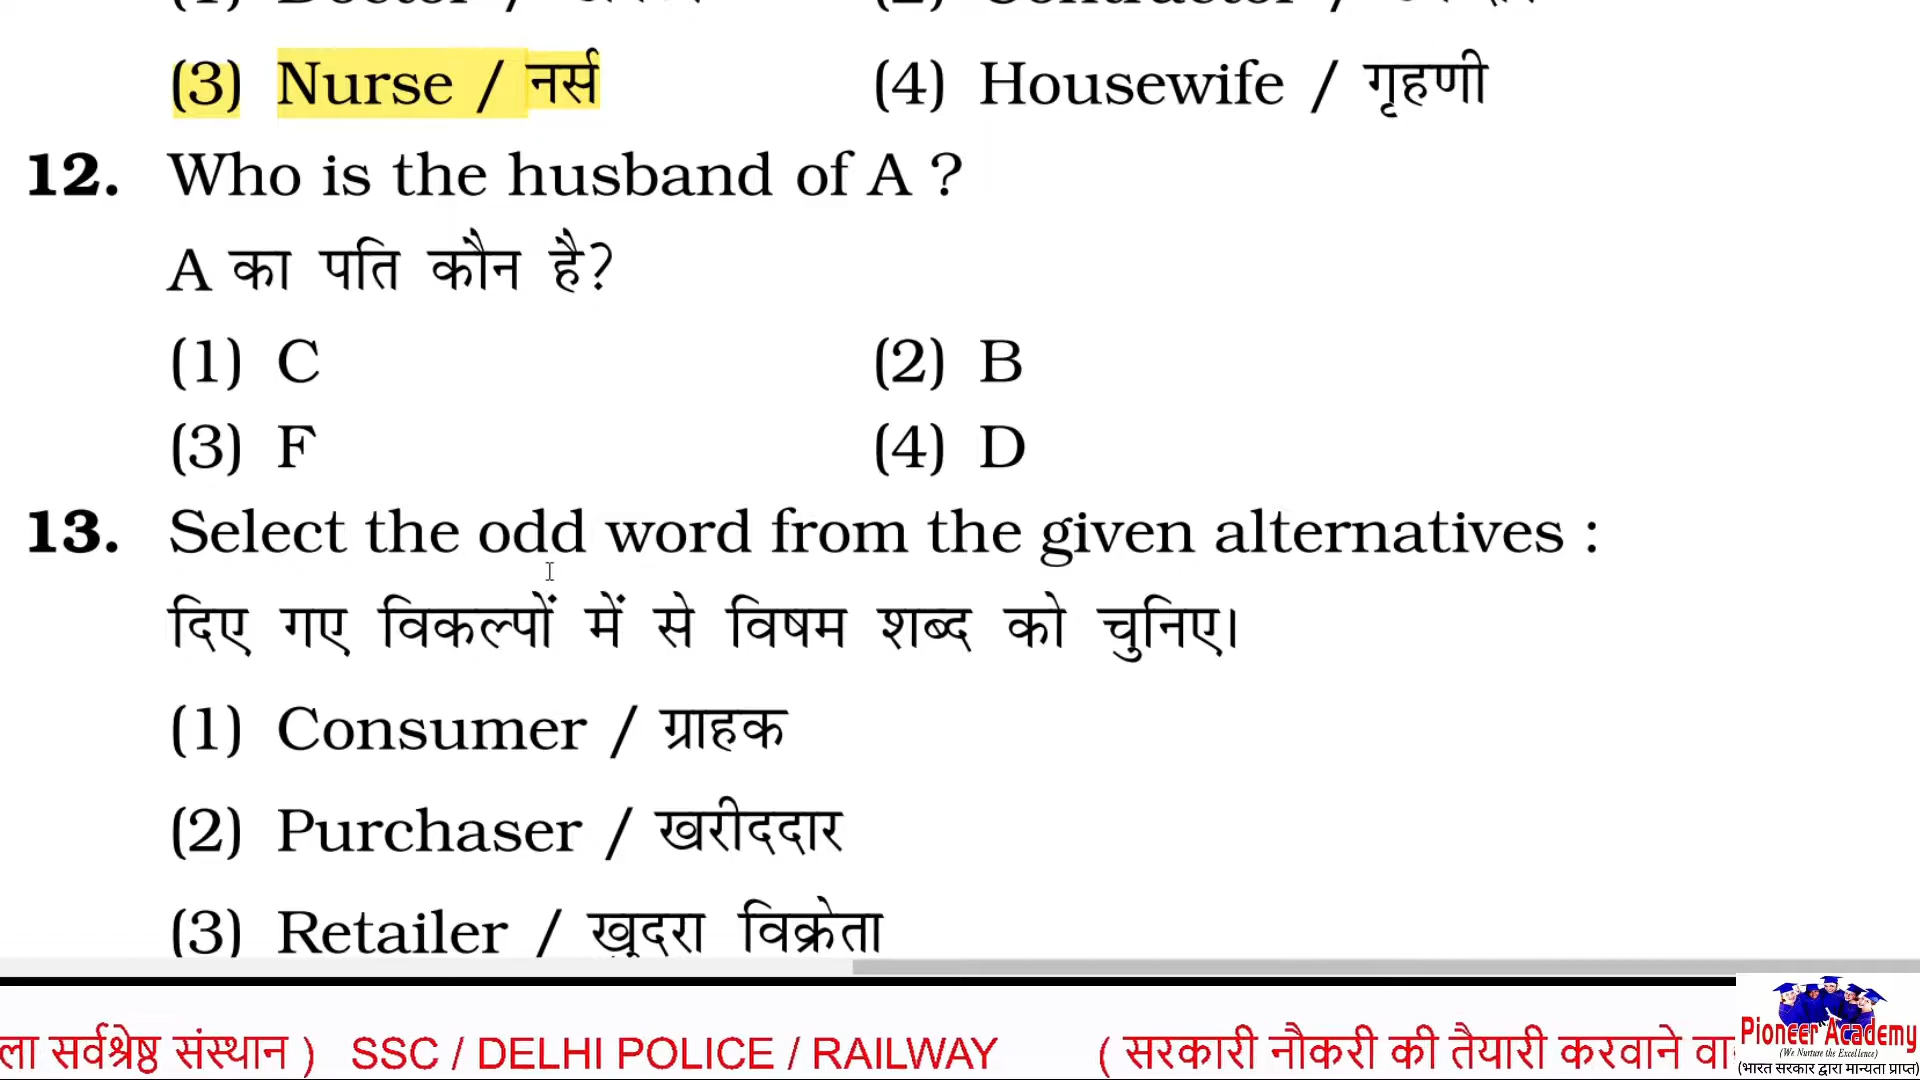 (3) Nurse / नर्स (4) Housewife / गृहणी
12. Who is the husband of A ?
A का पति कौन है?
(1) C (2) B
(3) F (4) D
13. Select the odd word from the given alternatives :
दिए गए विकल्पों में से विषम शब्द को चुनिए।
(1) Consumer / ग्राहक
(2) Purchaser / खरीददार
(3) Retailer / खुदरा विक्रेता
ला सर्वश्रेष्ठ संस्थान ) SSC / DELHI POLICE / RAILWAY ( सरकारी नौकरी की तैयारी करवाने वा
Pioneer Academy
(We Nurture the Excellence)
(भारत सरकार द्वारा मान्यता प्राप्त)